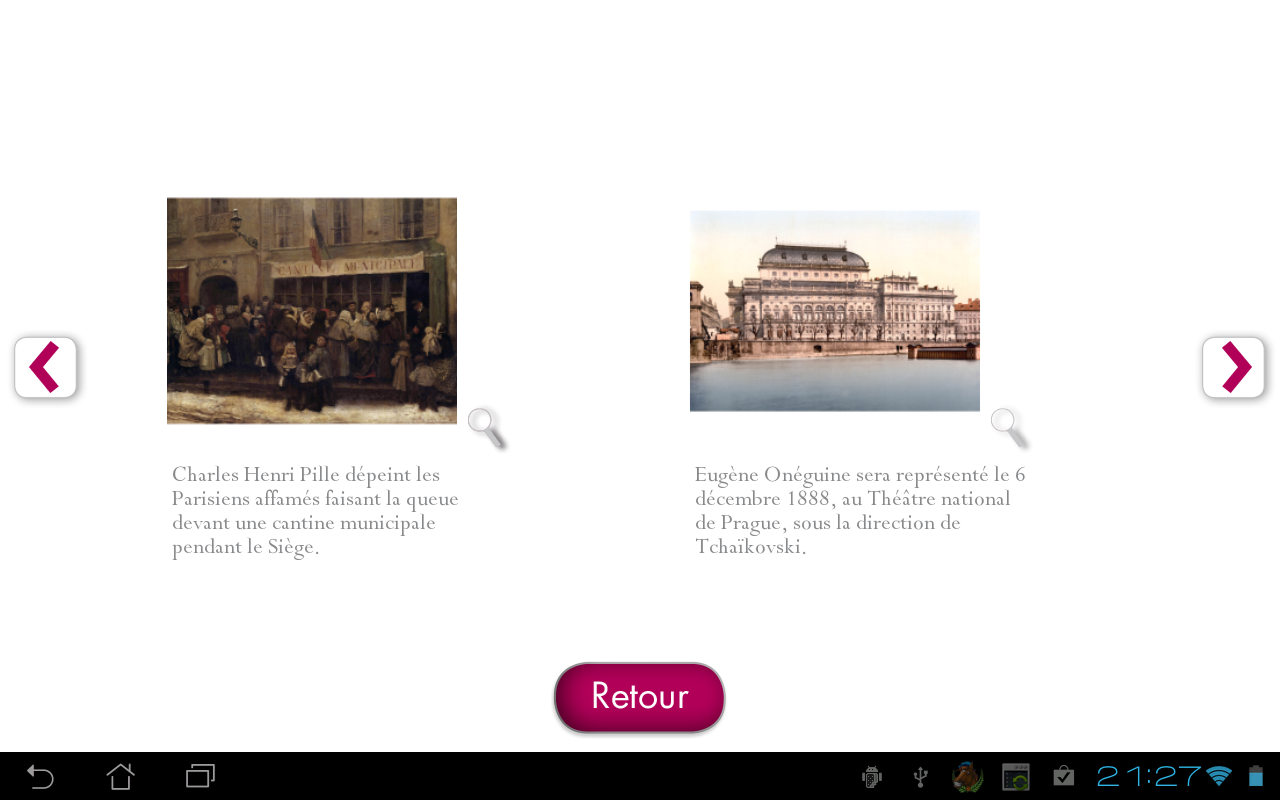 CANTINE MUNICIPALE
Charles Henri Pille dépeint les
Parisiens affamés faisant la queue
devant une cantine municipale
pendant le Siège.
Eugène Onéguine sera représenté le 6
décembre 1888, au Théâtre national
de Prague, sous la direction de
Tchaïkovski.
Retour
21:27